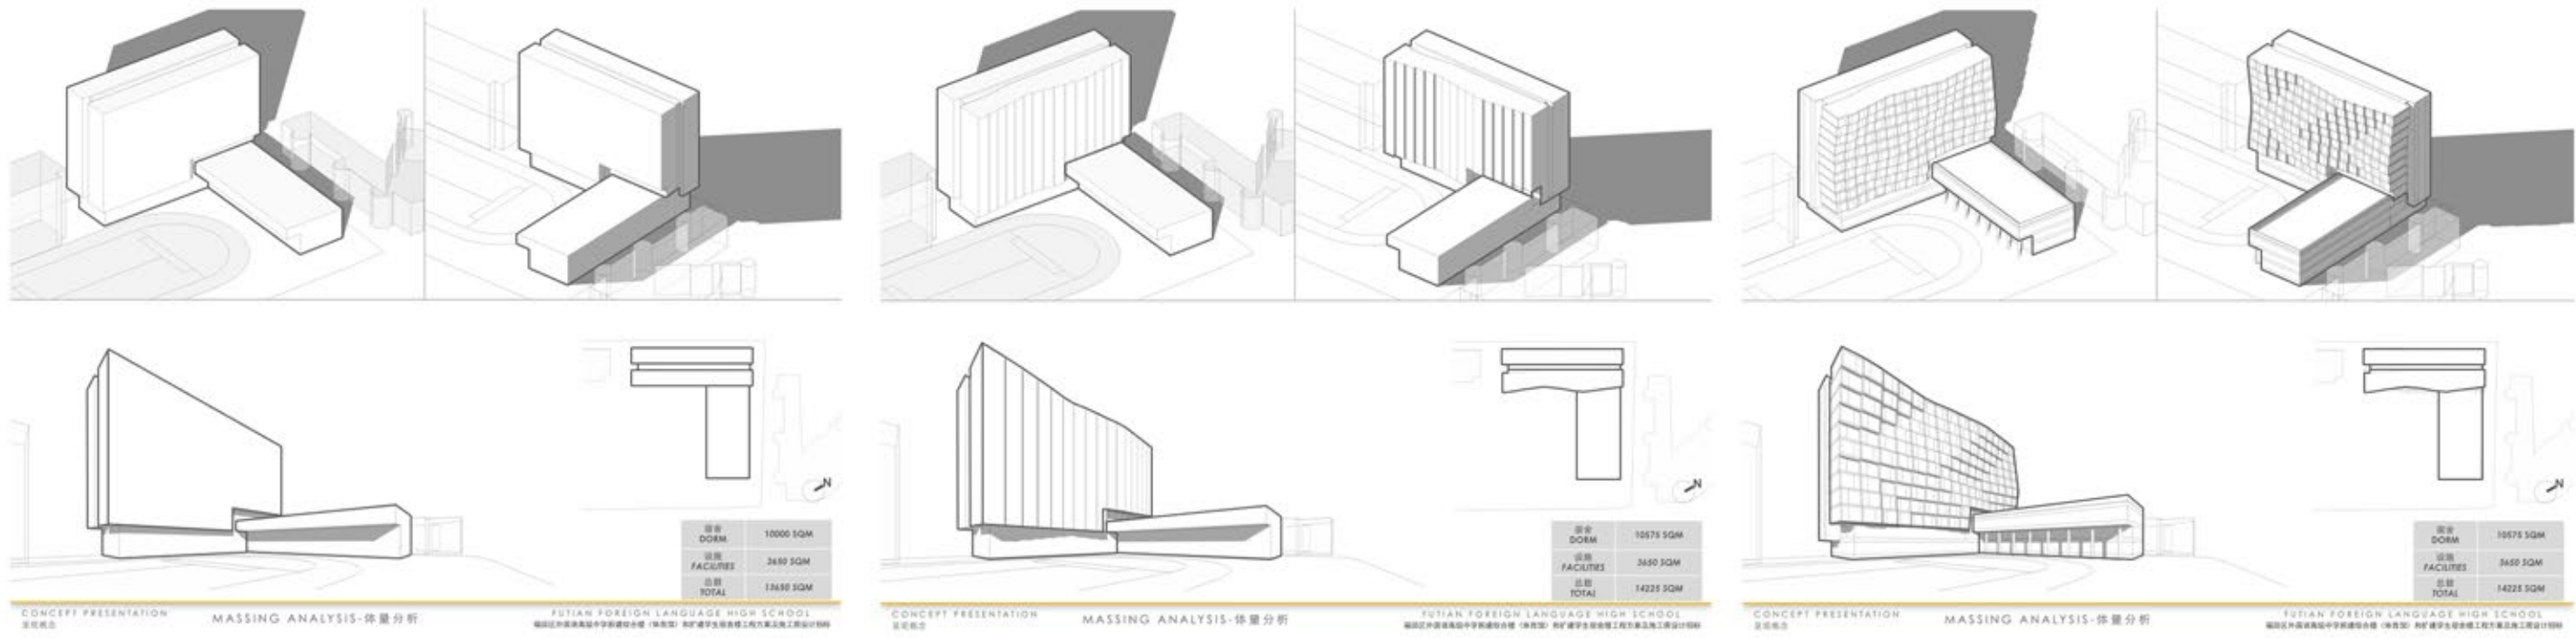 N
宿舍
DORM
10000 SQM
设施
FACILITIES
3650 SQM
总数
TOTAL
13650 SQM
CONCEPT PRESENTATION
MASSING ANALYSIS-体量分析
FUTIAN FOREIGN LANGUAGE HIGH SCHOOL
N
宿舍
DORM
10575 SQM
设施
FACILITIES
3650 SQM
总数
TOTAL
14225 SQM
CONCEPT PRESENTATION
MASSING ANALYSIS-体量分析
FUTIAN FOREIGN LANGUAGE HIGH SCHOOL
N
宿舍
DORM
10575 SQM
设施
FACILITIES
3650 SQM
总数
TOTAL
14225 SQM
CONCEPT PRESENTATION
MASSING ANALYSIS-体量分析
FUTIAN FOREIGN LANGUAGE HIGH SCHOOL